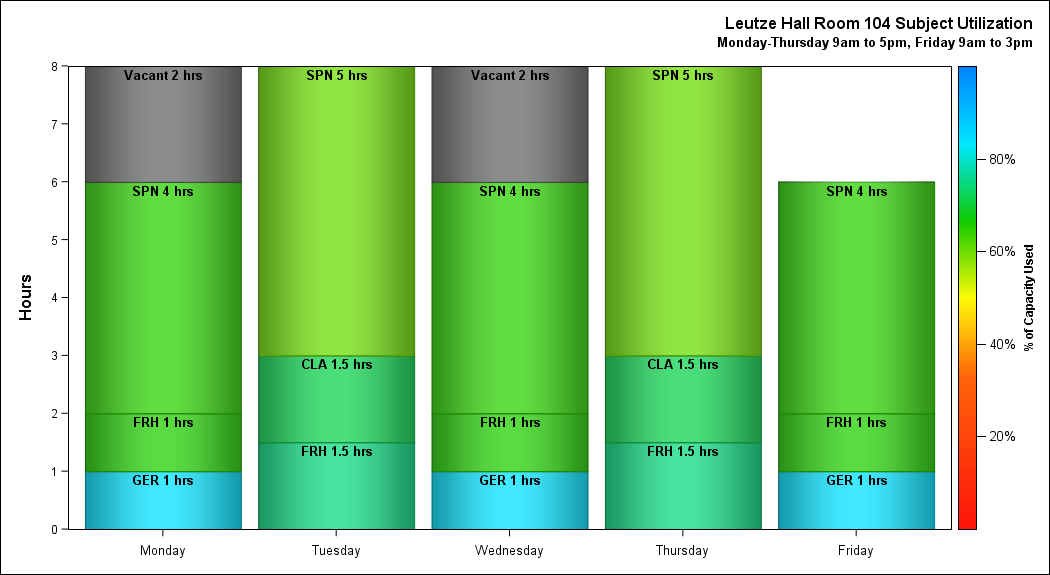 Leutze Hall Room 104 Subject Utilization
Monday-Thursday 9am to 5pm, Friday 9am to 3pm
Hours
8
7
6
5
4
3
2
1
0
Vacant 2 hrs
SPN 4 hrs
FRH 1 hrs
GER 1 hrs
SPN 5 hrs
CLA 1.5 hrs
FRH 1.5 hrs
Vacant 2 hrs
SPN 4 hrs
FRH 1 hrs
GER 1 hrs
SPN 5 hrs
CLA 1.5 hrs
FRH 1.5 hrs
SPN 4 hrs
FRH 1 hrs
GER 1 hrs
Monday
Tuesday
Wednesday
Thursday
Friday
80%
60%
40%
20%
% of Capacity Used